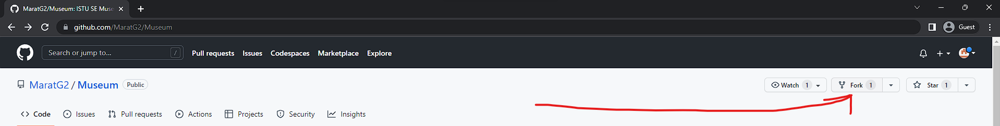 MaratG2/Museum: ISTU SE Muse
github.com/MaratG2/Museum
Guest
Search or jump to...
/
Pull requests
Issues
Codespaces
Marketplace
Explore
MaratG2 / Museum
Public
Watch 1
Fork 1
Star 1
Code
Issues
Pull requests
Actions
Projects
Security
Insights